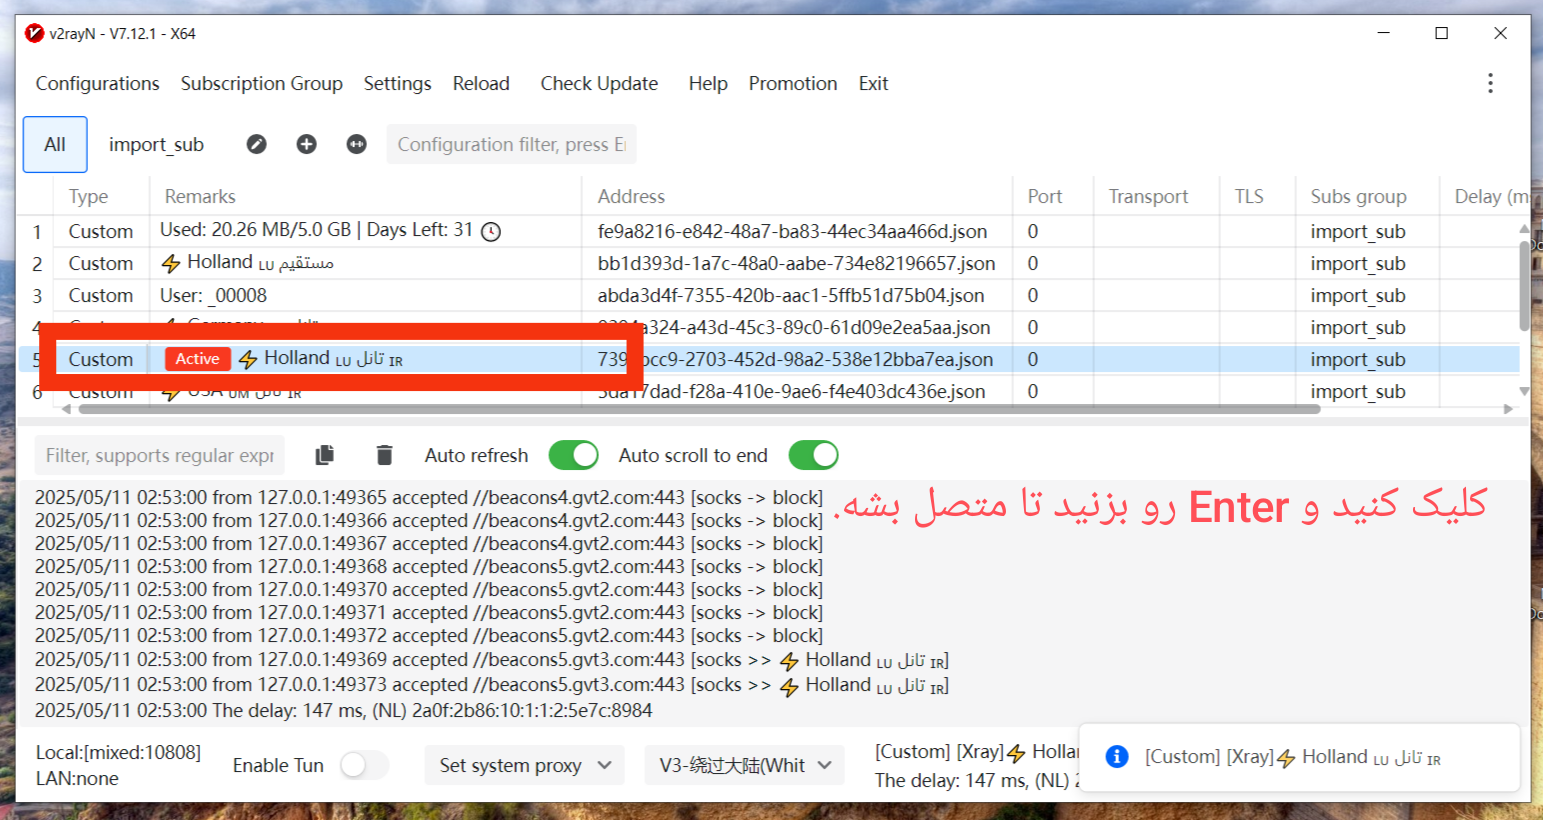 v2rayN - V7.12.1 - X64
Configurations Subscription Group Settings Reload Check Update Help Promotion Exit
All import_sub Configuration filter, press E
Type Remarks Address Port Transport TLS Subs group Delay (m
1 Custom Used: 20.26 MB/5.0 GB | Days Left: 31 fe9a8216-e842-48a7-ba83-44ec34aa466d.json 0 import_sub
2 Custom ⚡ Holland LU مستقیم bb1d393d-1a7c-48a0-aabe-734e82196657.json 0 import_sub
3 Custom User: _00008 abda3d4f-7355-420b-aac1-5ffb51d75b04.json 0 import_sub
4 a324-a43d-45c3-89c0-61d09e2ea5aa.json 0 import_sub
5 Custom Active ⚡ Holland LU تانل IR 739 cc9-2703-452d-98a2-538e12bba7ea.json 0 import_sub
6 Custom ⚡ USA UM تانل IR 17dad-f28a-410e-9ae6-f4e403dc436e.json 0 import_sub
Filter, supports regular expr Auto refresh Auto scroll to end
2025/05/11 02:53:00 from 127.0.0.1:49365 accepted //beacons4.gvt2.com:443 [socks -> block]
کلیک کنید و Enter رو بزنید تا متصل بشه.
2025/05/11 02:53:00 from 127.0.0.1:49366 accepted //beacons4.gvt2.com:443 [socks -> block]
2025/05/11 02:53:00 from 127.0.0.1:49367 accepted //beacons4.gvt2.com:443 [socks -> block]
2025/05/11 02:53:00 from 127.0.0.1:49368 accepted //beacons5.gvt2.com:443 [socks -> block]
2025/05/11 02:53:00 from 127.0.0.1:49370 accepted //beacons5.gvt2.com:443 [socks -> block]
2025/05/11 02:53:00 from 127.0.0.1:49371 accepted //beacons5.gvt2.com:443 [socks -> block]
2025/05/11 02:53:00 from 127.0.0.1:49372 accepted //beacons5.gvt2.com:443 [socks -> block]
2025/05/11 02:53:00 from 127.0.0.1:49369 accepted //beacons5.gvt3.com:443 [socks >> ⚡ Holland LU تانل IR]
2025/05/11 02:53:00 from 127.0.0.1:49373 accepted //beacons5.gvt3.com:443 [socks >> ⚡ Holland LU تانل IR]
2025/05/11 02:53:00 The delay: 147 ms, (NL) 2a0f:2b86:10:1:1:2:5e7c:8984
Local:[mixed:10808]
LAN:none
Enable Tun Set system proxy V3-绕过大陆(Whit
[Custom] [Xray]⚡ Holla
The delay: 147 ms, (NL)
[Custom] [Xray]⚡ Holland LU تانل IR